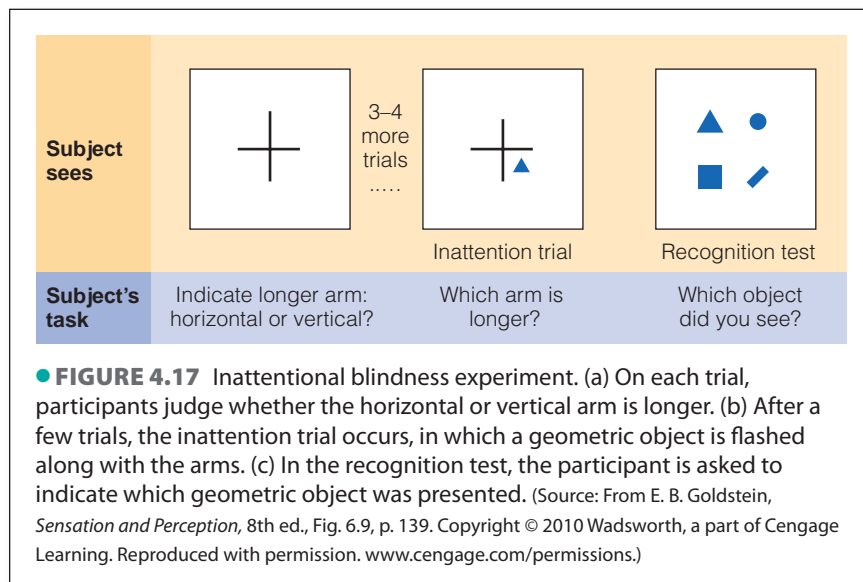 Subject
sees
3–4
more
trials
.....
Inattention trial
Recognition test
Subject's
task
Indicate longer arm:
horizontal or vertical?
Which arm is
longer?
Which object
did you see?
● FIGURE 4.17 Inattentional blindness experiment. (a) On each trial,
participants judge whether the horizontal or vertical arm is longer. (b) After a
few trials, the inattention trial occurs, in which a geometric object is flashed
along with the arms. (c) In the recognition test, the participant is asked to
indicate which geometric object was presented. (Source: From E. B. Goldstein,
Sensation and Perception, 8th ed., Fig. 6.9, p. 139. Copyright © 2010 Wadsworth, a part of Cengage
Learning. Reproduced with permission. www.cengage.com/permissions.)